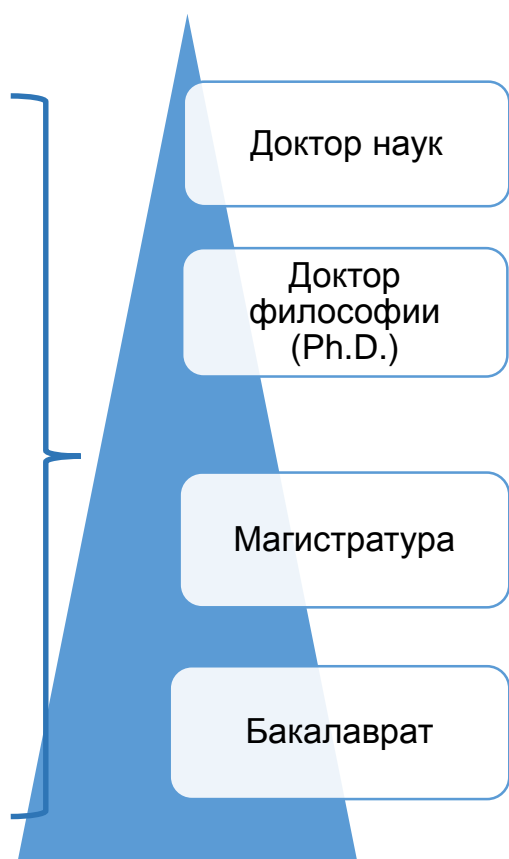 Доктор наук
Доктор
философии
(Ph.D.)
Магистратура
Бакалаврат